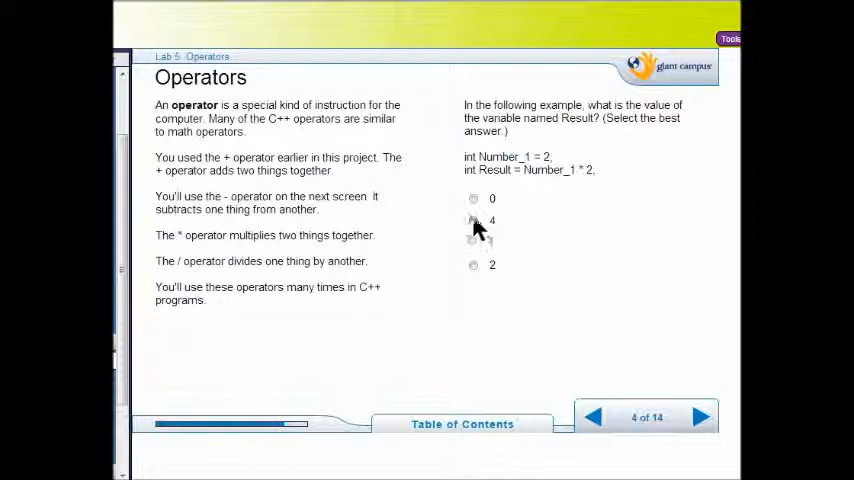 Tools
Lab 5: Operators
giant campus
Operators
An operator is a special kind of instruction for the
computer. Many of the C++ operators are similar
to math operators.
You used the + operator earlier in this project. The
+ operator adds two things together.
You'll use the - operator on the next screen. It
subtracts one thing from another.
The * operator multiplies two things together.
The / operator divides one thing by another.
You'll use these operators many times in C++
programs.
In the following example, what is the value of
the variable named Result? (Select the best
answer.)
int Number_1 = 2;
int Result = Number_1 * 2;
0
4
2
Table of Contents
4 of 14